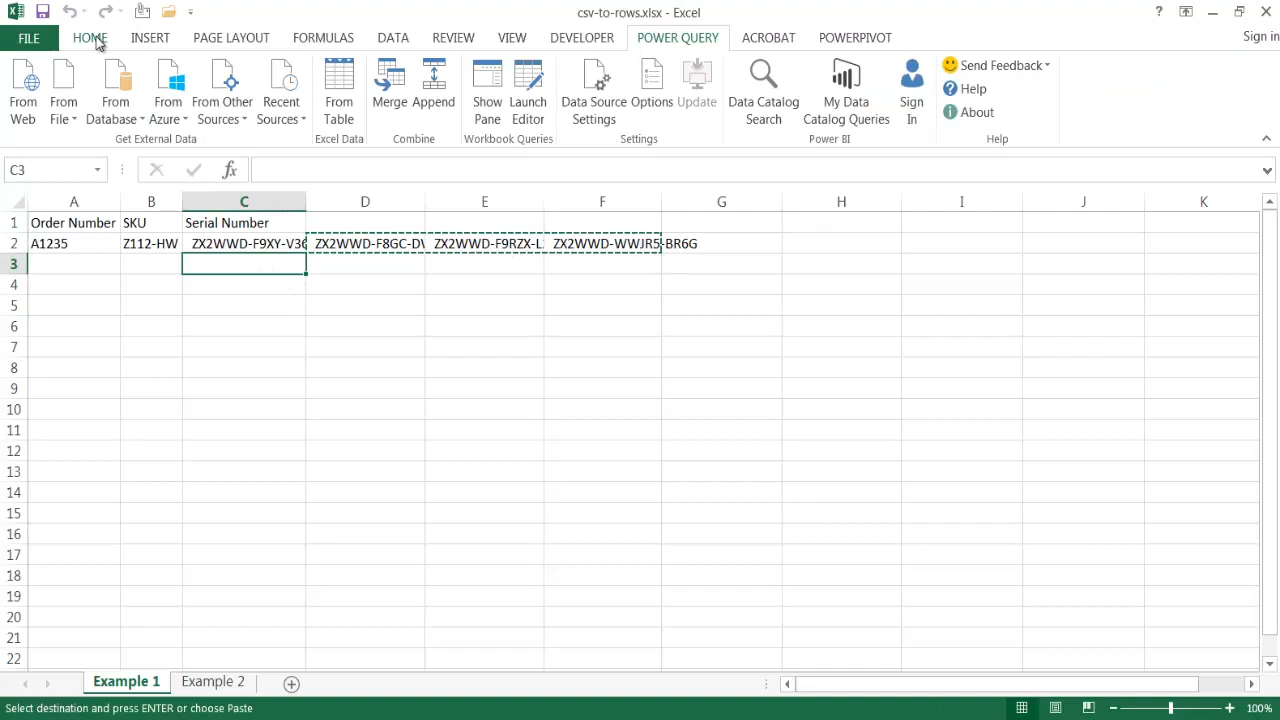 csv-to-rows.xlsx - Excel
?
FILE HOME INSERT PAGE LAYOUT FORMULAS DATA REVIEW VIEW DEVELOPER POWER QUERY ACROBAT POWERPIVOT Sign in
From Web
From File
From Database
From Azure
From Other Sources
Recent Sources
From Table
Merge
Append
Show Pane
Launch Editor
Data Source Settings
Options
Update
Data Catalog Search
My Data Catalog Queries
Sign In
Send Feedback
Help
About
Get External Data Excel Data Combine Workbook Queries Settings Power BI Help
C3 fx
A B C D E F G H I J K
1 Order Number SKU Serial Number
2 A1235 Z112-HW ZX2WWD-F9XY-V36 ZX2WWD-F8GC-DV ZX2WWD-F9RZX-L ZX2WWD-WWJR5-BR6G
3
4
5
6
7
8
9
10
11
12
13
14
15
16
17
18
19
20
21
22
Example 1 Example 2
Select destination and press ENTER or choose Paste 100%